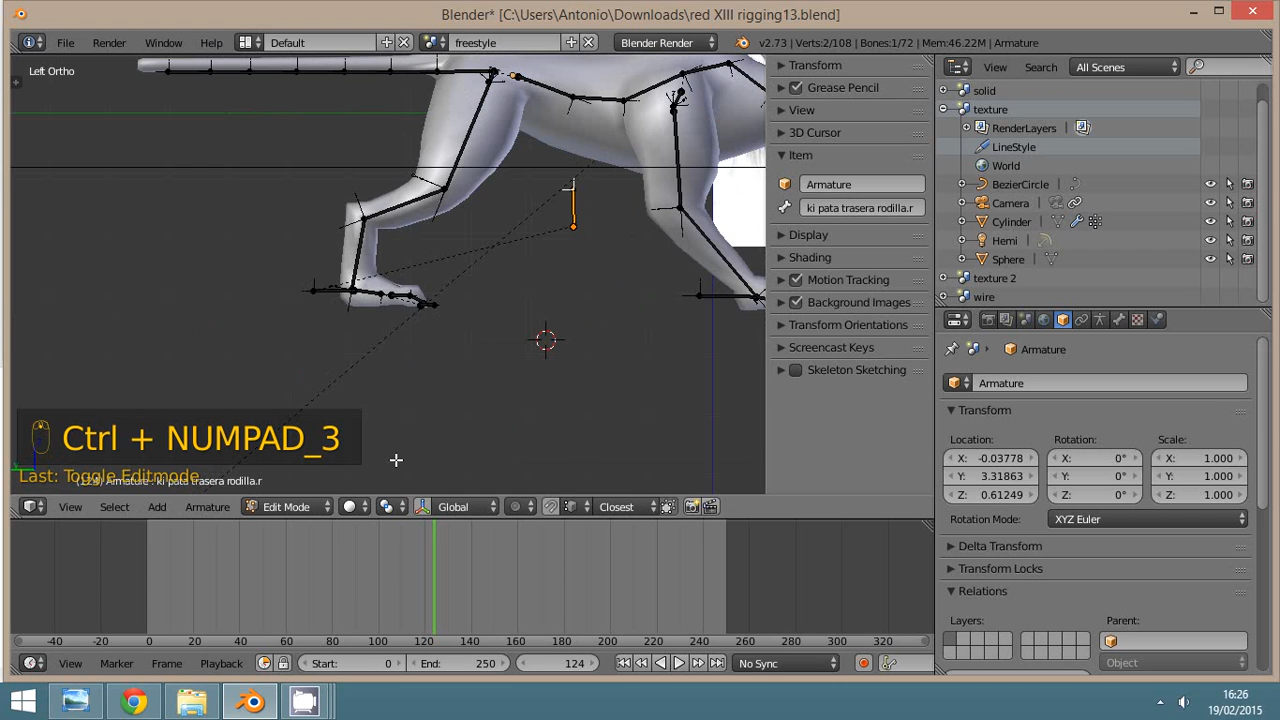 Blender* [C:\Users\Antonio\Downloads\red XIII rigging13.blend]
File Render Window Help Default freestyle Blender Render v2.73 | Verts:2/108 | Bones:1/72 | Mem:46.22M | Armature
Left Ortho
Ctrl + NUMPAD_3
Last: Toggle Editmode
(124) Armature : ki pata trasera rodilla.r
View Select Add Armature Edit Mode Global Closest
-40 -20 0 20 40 60 80 100 120 140 160 180 200 220 240 260 280 300 320
View Marker Frame Playback Start: 0 End: 250 124 No Sync
Transform
Grease Pencil
View
3D Cursor
Item
Armature
ki pata trasera rodilla.r
Display
Shading
Motion Tracking
Background Images
Transform Orientations
Screencast Keys
Skeleton Sketching
View Search All Scenes
solid
texture
RenderLayers
LineStyle
World
BezierCircle
Camera
Cylinder
Hemi
Sphere
texture 2
wire
Armature
Armature
Transform
Location: Rotation: Scale:
X: -0.03778 X: 0° X: 1.000
Y: 3.31863 Y: 0° Y: 1.000
Z: 0.61249 Z: 0° Z: 1.000
Rotation Mode: XYZ Euler
Delta Transform
Transform Locks
Relations
Layers: Parent:
Object
16:26
19/02/2015